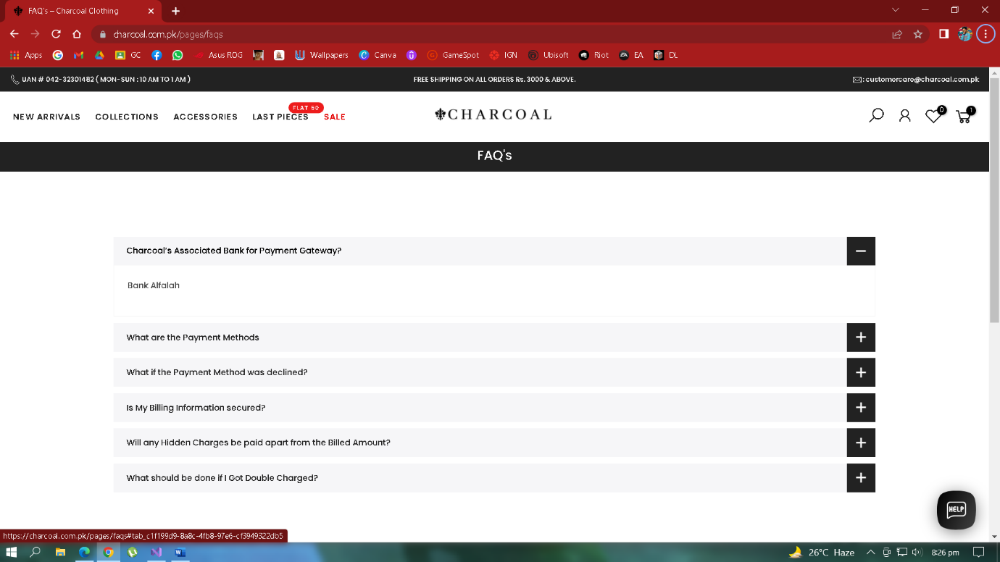 FAQ's – Charcoal Clothing
charcoal.com.pk/pages/faqs
Apps GC Asus ROG Wallpapers Canva GameSpot IGN Ubisoft Riot EA DL
UAN # 042-32301482 ( MON-SUN : 10 AM TO 1 AM ) FREE SHIPPING ON ALL ORDERS Rs. 3000 & ABOVE. : customercare@charcoal.com.pk
FLAT 50
NEW ARRIVALS COLLECTIONS ACCESSORIES LAST PIECES SALE CHARCOAL 0 1
FAQ's
Charcoal's Associated Bank for Payment Gateway?
Bank Alfalah
What are the Payment Methods
What if the Payment Method was declined?
Is My Billing Information secured?
Will any Hidden Charges be paid apart from the Billed Amount?
What should be done if I Got Double Charged?
HELP
https://charcoal.com.pk/pages/faqs#tab_c1f199d9-8a8c-4fb8-97e6-cf3949322db5
26°C Haze 8:26 pm